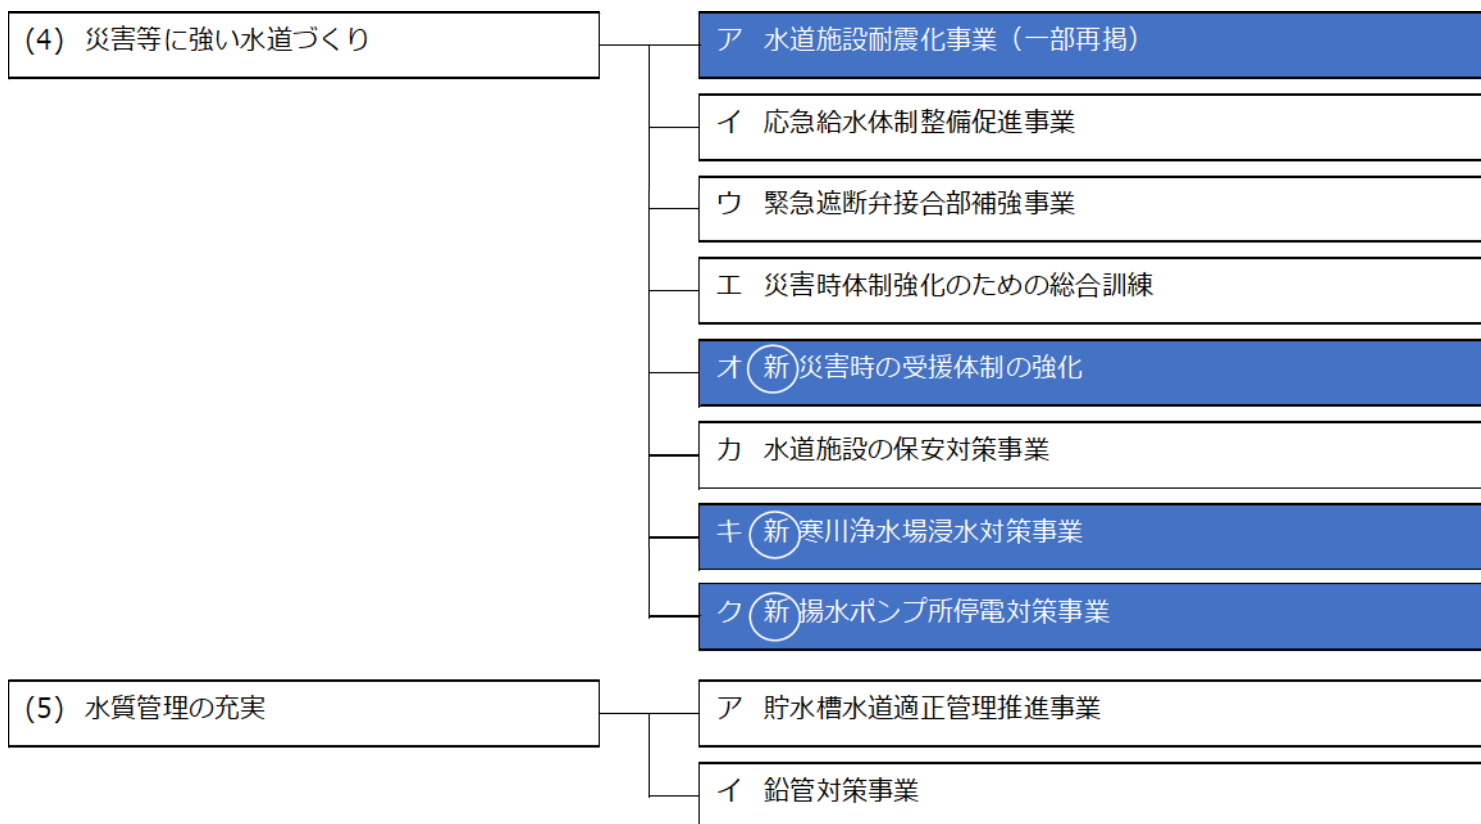 (4) 災害等に強い水道づくり
ア 水道施設耐震化事業（一部再掲）
イ 応急給水体制整備促進事業
ウ 緊急遮断弁接合部補強事業
エ 災害時体制強化のための総合訓練
オ 新 災害時の受援体制の強化
カ 水道施設の保安対策事業
キ 新 寒川浄水場浸水対策事業
ク 新 揚水ポンプ所停電対策事業
(5) 水質管理の充実
ア 貯水槽水道適正管理推進事業
イ 鉛管対策事業